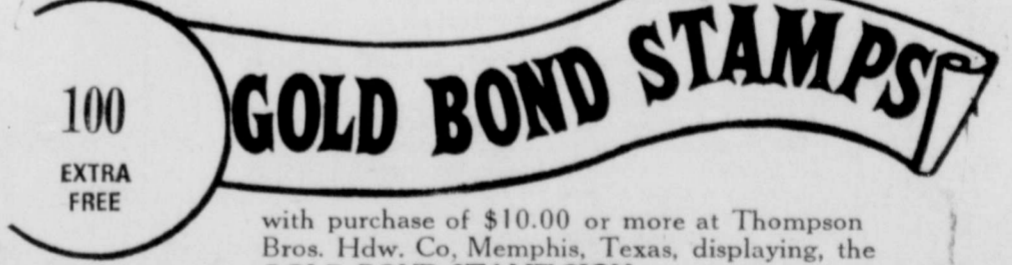 100
EXTRA
FREE
GOLD BOND STAMPS
with purchase of $10.00 or more at Thompson
Bros. Hdw. Co, Memphis, Texas, displaying, the